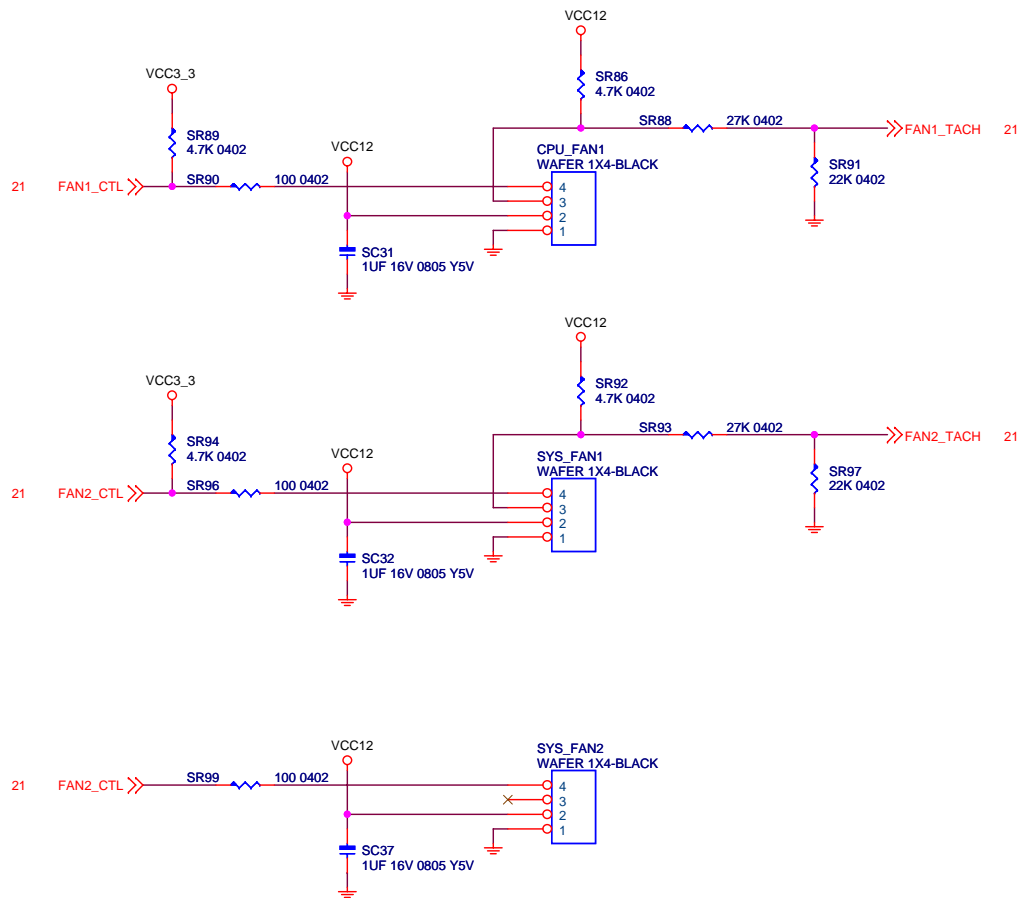 VCC12
VCC3_3
SR86
4.7K 0402
SR89
4.7K 0402
SR88 27K 0402
FAN1_TACH 21
VCC12
CPU_FAN1
WAFER 1X4-BLACK
SR91
22K 0402
21 FAN1_CTL
SR90 100 0402
4
3
2
1
SC31
1UF 16V 0805 Y5V
VCC12
VCC3_3
SR92
4.7K 0402
SR94
4.7K 0402
SR93 27K 0402
FAN2_TACH 21
VCC12
SYS_FAN1
WAFER 1X4-BLACK
SR97
22K 0402
21 FAN2_CTL
SR96 100 0402
4
3
2
1
SC32
1UF 16V 0805 Y5V
VCC12
SYS_FAN2
WAFER 1X4-BLACK
21 FAN2_CTL
SR99 100 0402
4
3
2
1
SC37
1UF 16V 0805 Y5V